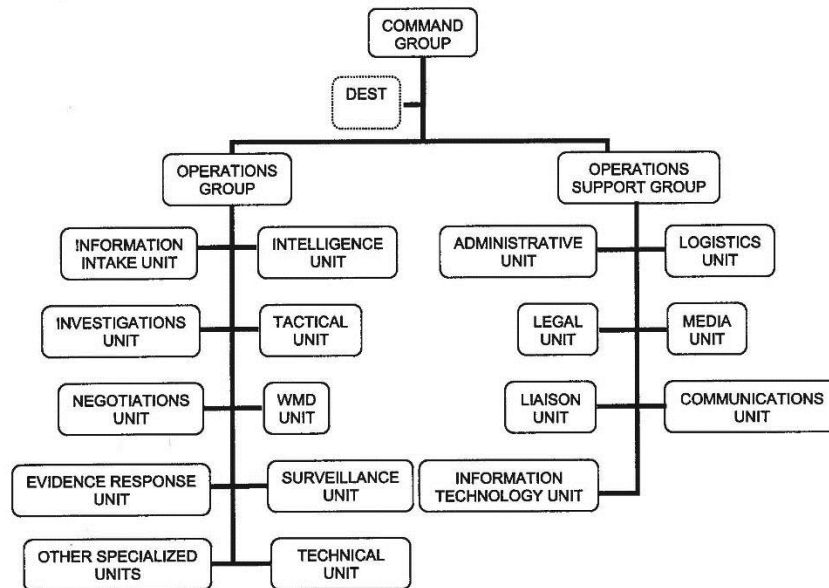 COMMAND
GROUP
DEST
OPERATIONS
GROUP
OPERATIONS
SUPPORT GROUP
INFORMATION
INTAKE UNIT
INTELLIGENCE
UNIT
ADMINISTRATIVE
UNIT
LOGISTICS
UNIT
INVESTIGATIONS
UNIT
TACTICAL
UNIT
LEGAL
UNIT
MEDIA
UNIT
NEGOTIATIONS
UNIT
WMD
UNIT
LIAISON
UNIT
COMMUNICATIONS
UNIT
EVIDENCE RESPONSE
UNIT
SURVEILLANCE
UNIT
INFORMATION
TECHNOLOGY UNIT
OTHER SPECIALIZED
UNITS
TECHNICAL
UNIT